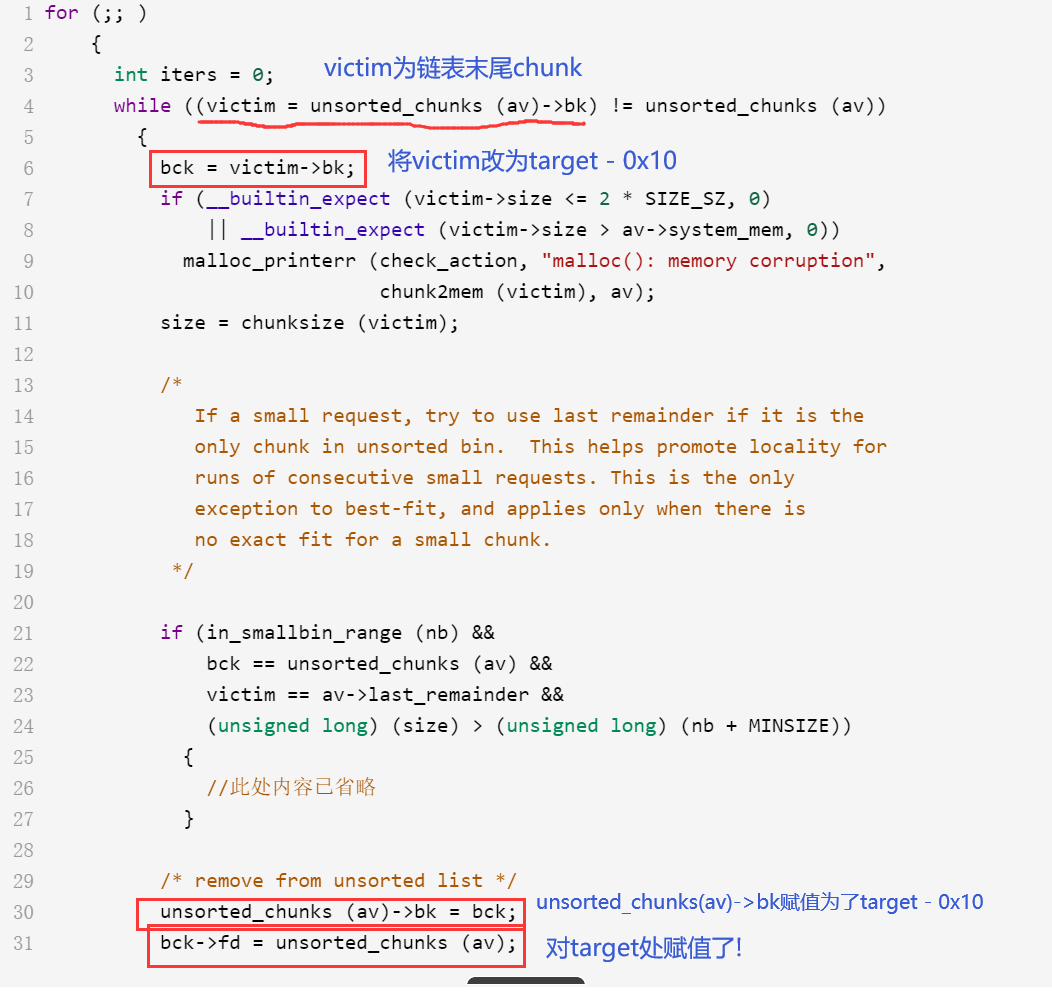 1 for (;; )
2 {
victim为链表末尾chunk
3 int iters = 0;
4 while ((victim = unsorted_chunks (av)->bk) != unsorted_chunks (av))
5 {
6 bck = victim->bk; 将victim改为target - 0x10
7 if (__builtin_expect (victim->size <= 2 * SIZE_SZ, 0)
8 || __builtin_expect (victim->size > av->system_mem, 0))
9 malloc_printerr (check_action, "malloc(): memory corruption",
10 chunk2mem (victim), av);
11 size = chunksize (victim);
12
13 /*
14 If a small request, try to use last remainder if it is the
15 only chunk in unsorted bin.  This helps promote locality for
16 runs of consecutive small requests. This is the only
17 exception to best-fit, and applies only when there is
18 no exact fit for a small chunk.
19 */
20
21 if (in_smallbin_range (nb) &&
22 bck == unsorted_chunks (av) &&
23 victim == av->last_remainder &&
24 (unsigned long) (size) > (unsigned long) (nb + MINSIZE))
25 {
26 //此处内容已省略
27 }
28
29 /* remove from unsorted list */
30 unsorted_chunks (av)->bk = bck; unsorted_chunks(av)->bk赋值为了target - 0x10
31 bck->fd = unsorted_chunks (av); 对target处赋值了!